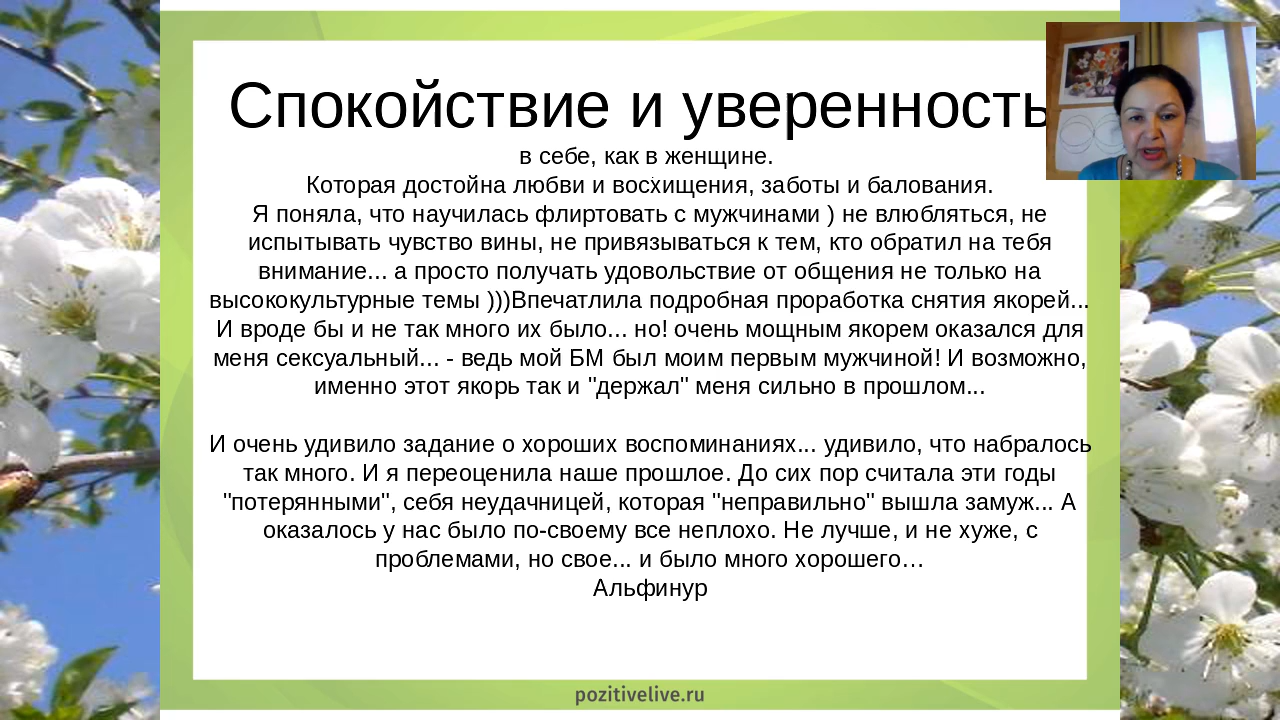 Спокойствие и уверенность
в себе, как в женщине.
Которая достойна любви и восхищения, заботы и балования.
Я поняла, что научилась флиртовать с мужчинами ) не влюбляться, не
испытывать чувство вины, не привязываться к тем, кто обратил на тебя
внимание... а просто получать удовольствие от общения не только на
высококультурные темы )))Впечатлила подробная проработка снятия якорей...
И вроде бы и не так много их было... но! очень мощным якорем оказался для
меня сексуальный... - ведь мой БМ был моим первым мужчиной! И возможно,
именно этот якорь так и "держал" меня сильно в прошлом...
И очень удивило задание о хороших воспоминаниях... удивило, что набралось
так много. И я переоценила наше прошлое. До сих пор считала эти годы
"потерянными", себя неудачницей, которая "неправильно" вышла замуж... А
оказалось у нас было по-своему все неплохо. Не лучше, и не хуже, с
проблемами, но свое... и было много хорошего…
Альфинур
pozitivelive.ru